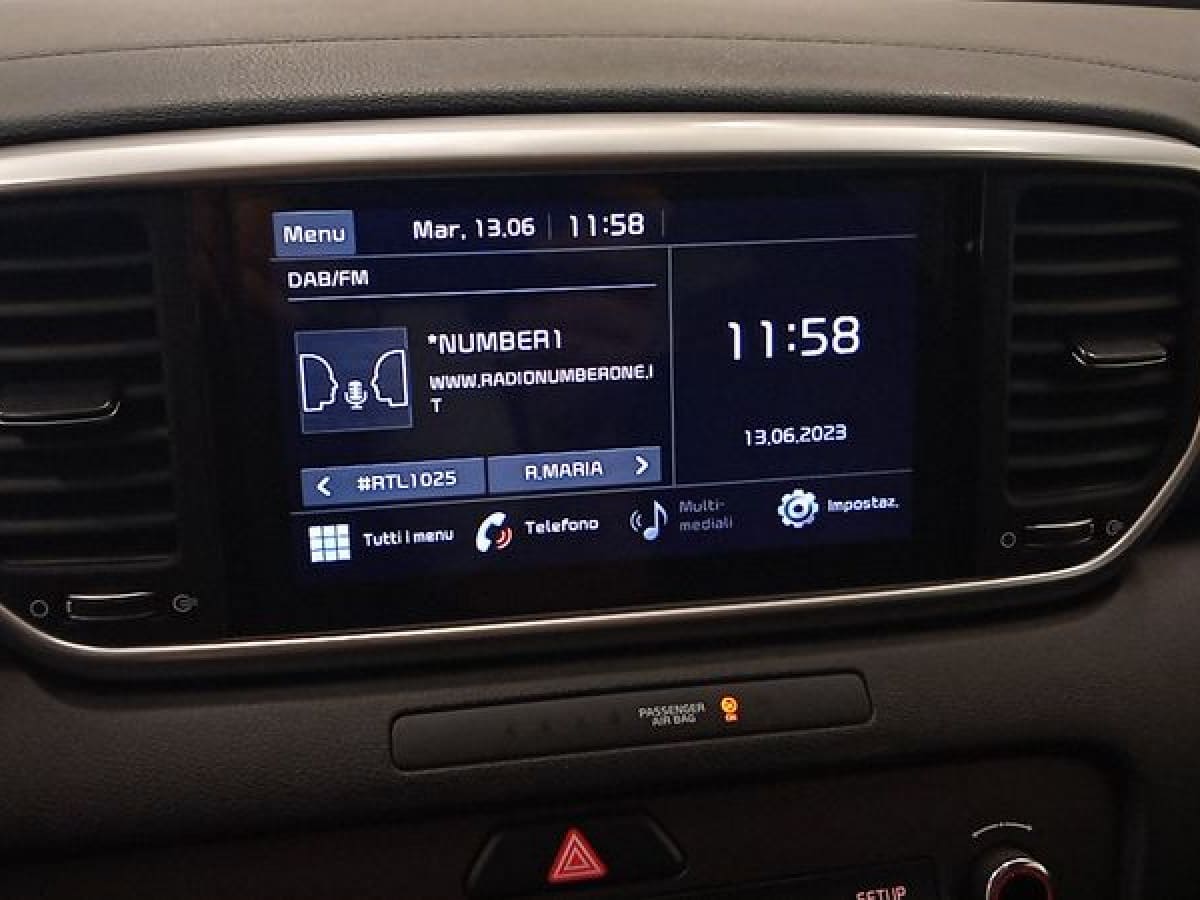 Menu
Mar. 13.06
11:58
DAB/FM
*NUMBER1
WWW.RADIONUMBERONE.I
T
11:58
13.06.2023
#RTL1025
R.MARIA
Tutti I menu
Telefono
Multi-
mediali
Impostaz.
PASSENGER
AIR BAG
SETUP